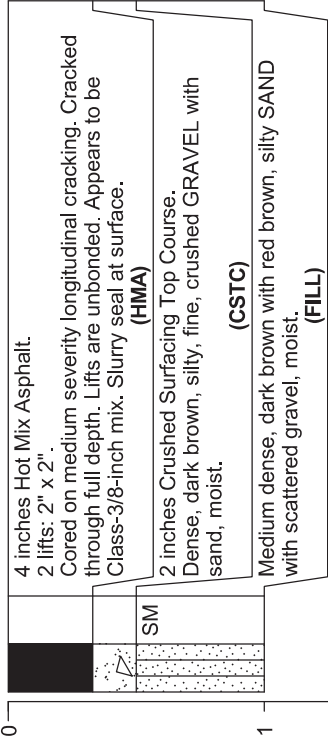 0
4 inches Hot Mix Asphalt.
2 lifts: 2" x 2".
Cored on medium severity longitudinal cracking. Cracked
through full depth. Lifts are unbonded. Appears to be
Class-3/8-inch mix. Slurry seal at surface.
(HMA)
2 inches Crushed Surfacing Top Course.
Dense, dark brown, silty, fine, crushed GRAVEL with
sand, moist.
(CSTC)
SM
Medium dense, dark brown with red brown, silty SAND
with scattered gravel, moist.
(FILL)
1